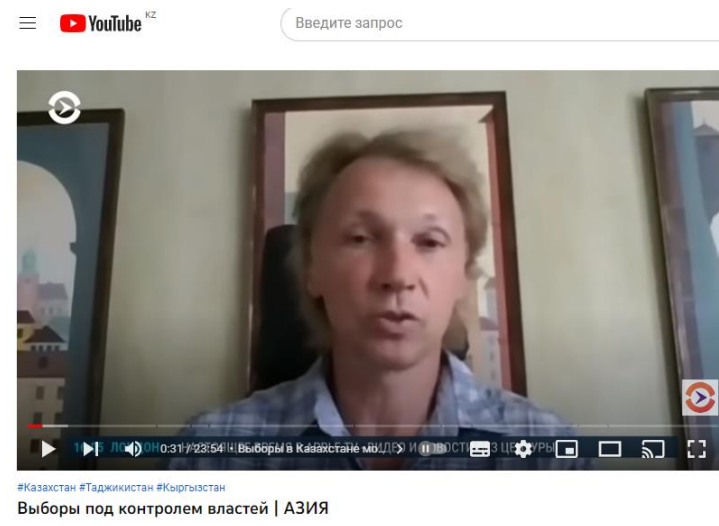 YouTube KZ
Введите запрос
0:31 / 23:54 • Выборы в Казахстане мо...
#Казахстан #Таджикистан #Кыргызстан
Выборы под контролем властей | АЗИЯ